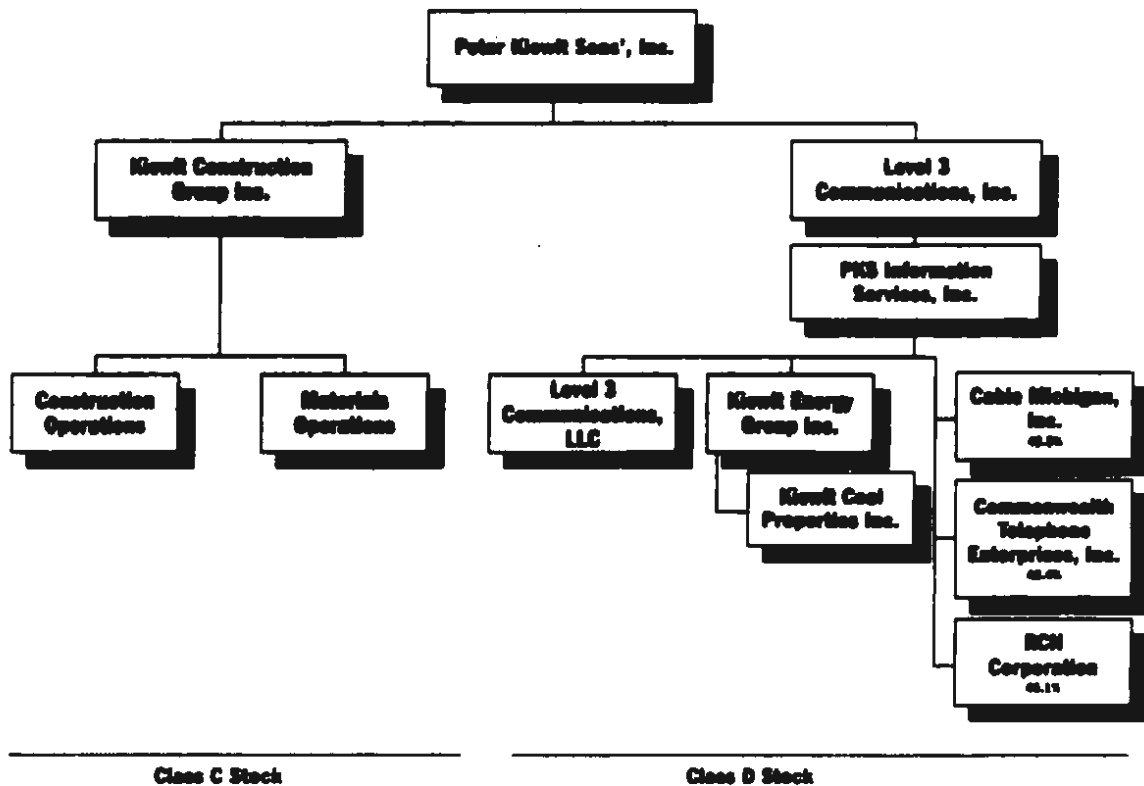 Peter Kiewit Sons', Inc.
Kiewit Construction
Group Inc.
Level 3
Communications, Inc.
PKS Information
Services, Inc.
Construction
Operations
Materials
Operations
Level 3
Communications,
LLC
Kiewit Energy
Group Inc.
Kiewit Coal
Properties Inc.
Cable Michigan,
Inc.
Commonwealth
Telephone
Enterprises, Inc.
RCN
Corporation
Class C Stock
Class D Stock